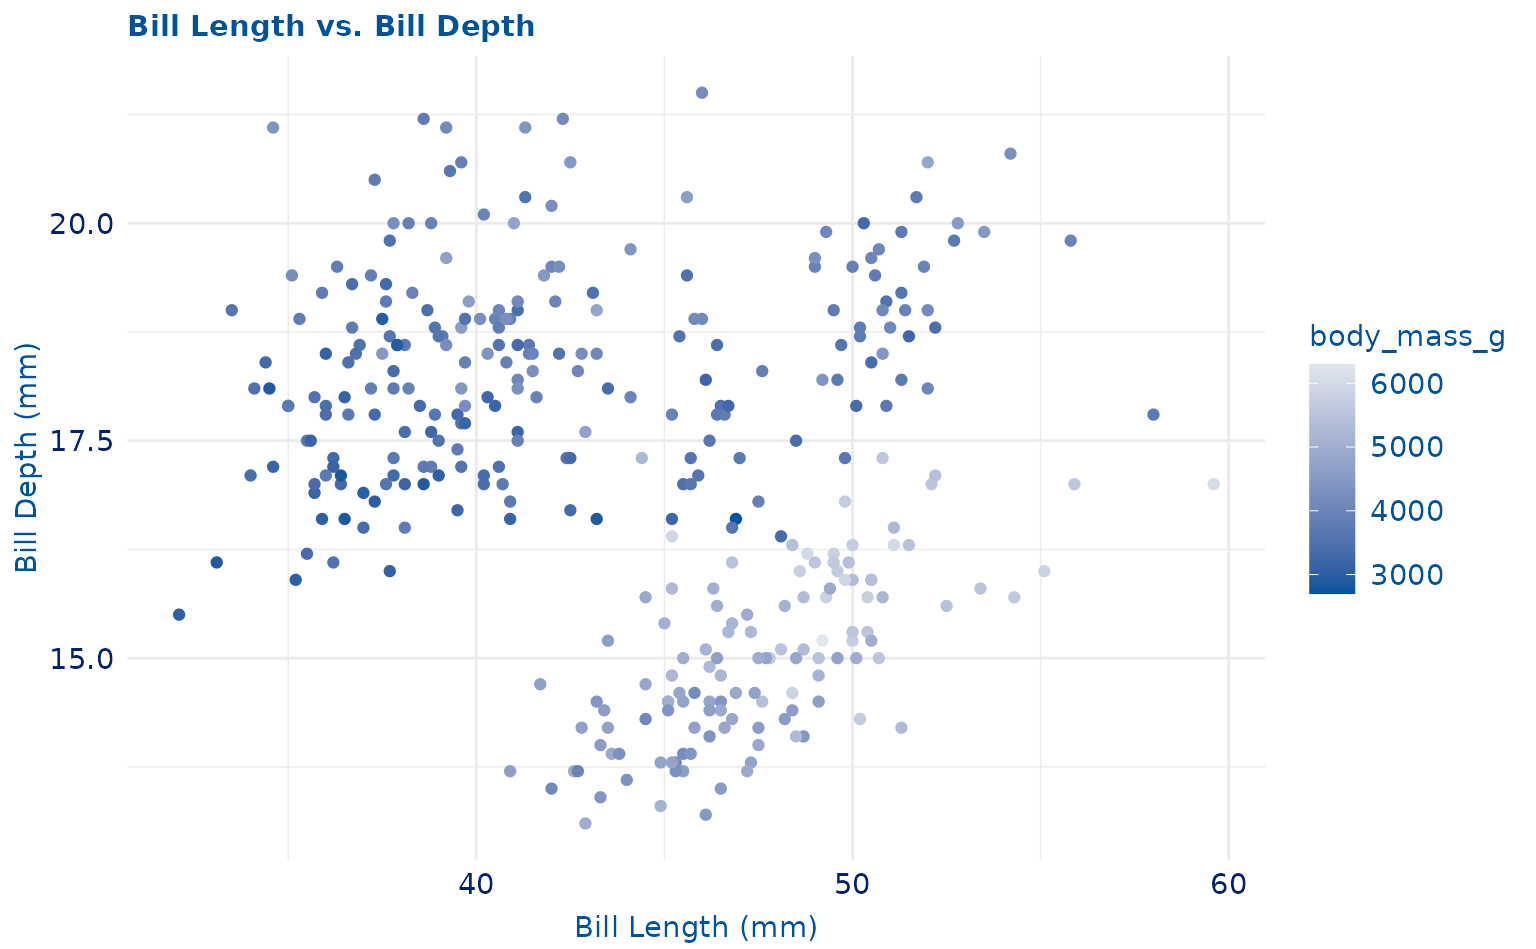 Bill Length vs. Bill Depth
20.0
17.5
15.0
Bill Depth (mm)
40
50
60
Bill Length (mm)
body_mass_g
6000
5000
4000
3000